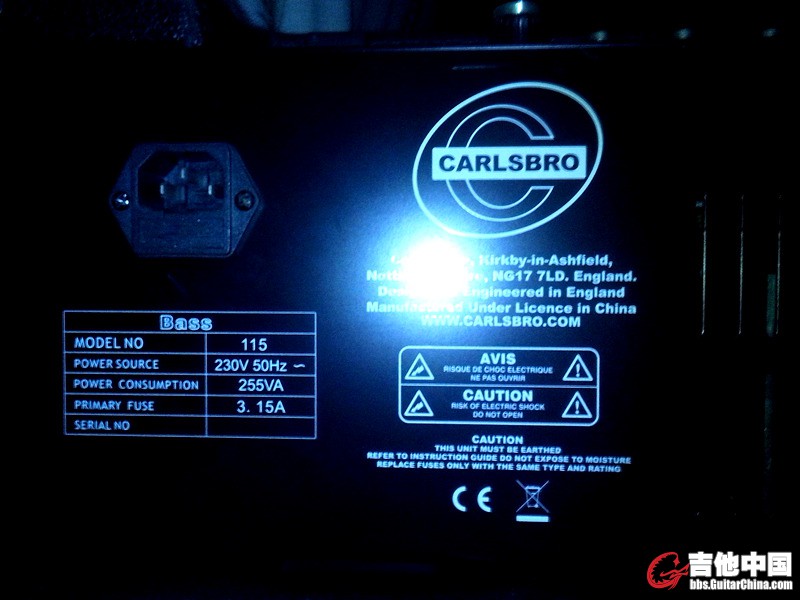 CARLSBRO
Kirkby-in-Ashfield,
NG17 7LD. England.
Engineered in England
Manufactured Under Licence in China
WWW.CARLSBRO.COM
Bass
MODEL NO 115
POWER SOURCE 230V 50Hz ~
POWER CONSUMPTION 255VA
PRIMARY FUSE 3. 15A
SERIAL NO
AVIS
RISQUE DE CHOC ELECTRIQUE
NE PAS OUVRIR
CAUTION
RISK OF ELECTRIC SHOCK
DO NOT OPEN
CAUTION
THIS UNIT MUST BE EARTHED
REFER TO INSTRUCTION GUIDE DO NOT EXPOSE TO MOISTURE
REPLACE FUSES ONLY WITH THE SAME TYPE AND RATING
CE
吉他中国
bbs.GuitarChina.com